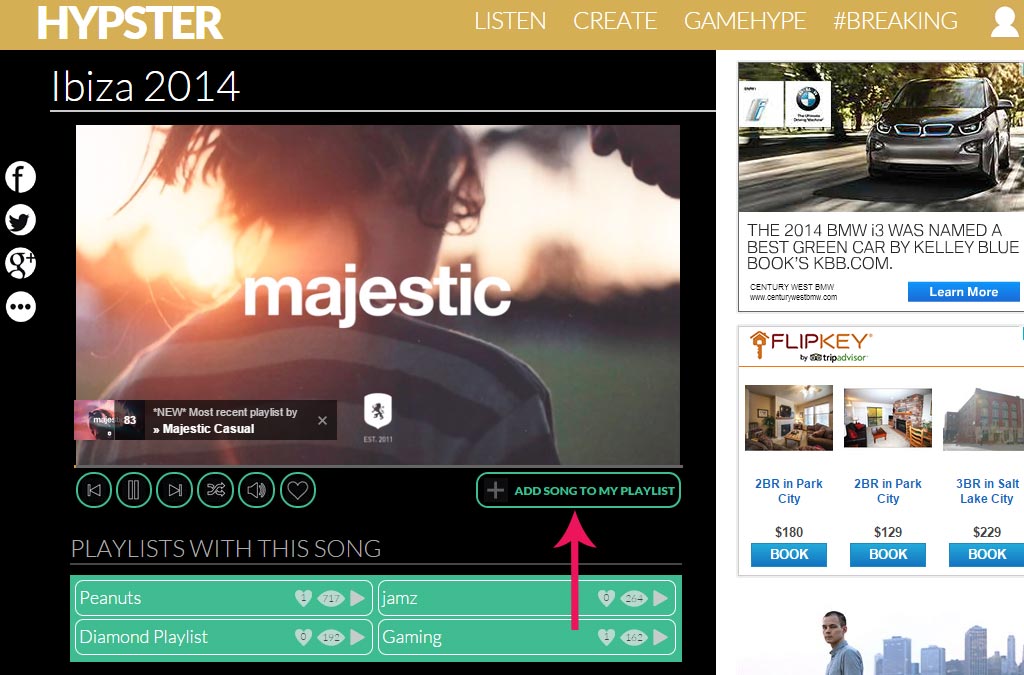 HYPSTER
LISTEN CREATE GAMEHYPE #BREAKING
Ibiza 2014
majestic
majes
83
*NEW* Most recent playlist by
» Majestic Casual
EST. 2011
ADD SONG TO MY PLAYLIST
PLAYLISTS WITH THIS SONG
Peanuts 1 717
jamz 0 264
Diamond Playlist 0 192
Gaming 1 162
BMW i
The Ultimate
Driving Machine®
THE 2014 BMW i3 WAS NAMED A
BEST GREEN CAR BY KELLEY BLUE
BOOK'S KBB.COM.
CENTURY WEST BMW
www.centurywestbmw.com
Learn More
FLIPKEY®
by tripadvisor®
2BR in Park
City
$180
BOOK
2BR in Park
City
$129
BOOK
3BR in Salt
Lake City
$229
BOOK